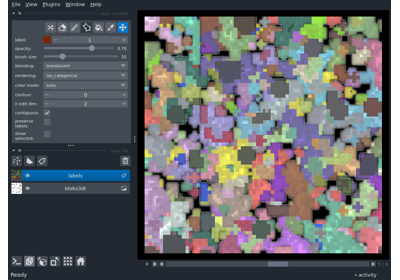 File View Plugins Window Help
label:
1
opacity:
0.70
brush size:
10
blending:
translucent
rendering:
iso_categorical
color mode:
auto
contour:
0
n edit dim:
2
contiguous:
preserve
labels:
show
selected:
labels
blobs3dt
Ready
activity